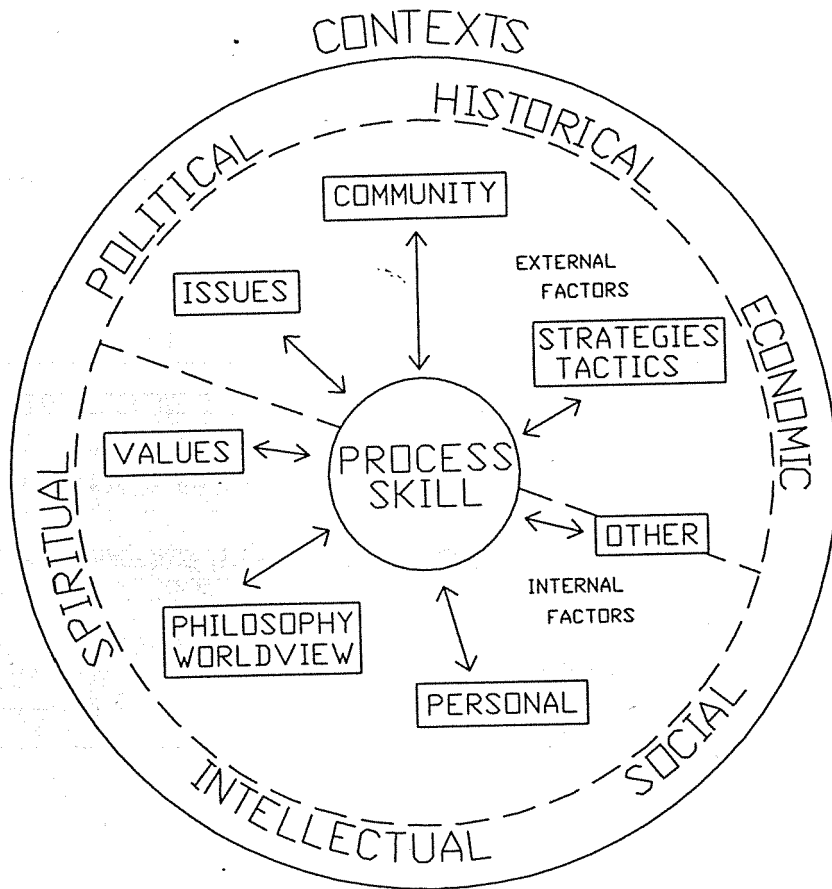 CONTEXTS
HISTORICAL
POLITICAL
COMMUNITY
EXTERNAL
FACTORS
ISSUES
STRATEGIES
TACTICS
ECONOMIC
VALUES
PROCESS
SKILL
OTHER
SPIRITUAL
INTERNAL
FACTORS
PHILOSOPHY
WORLDVIEW
PERSONAL
SOCIAL
INTELLECTUAL